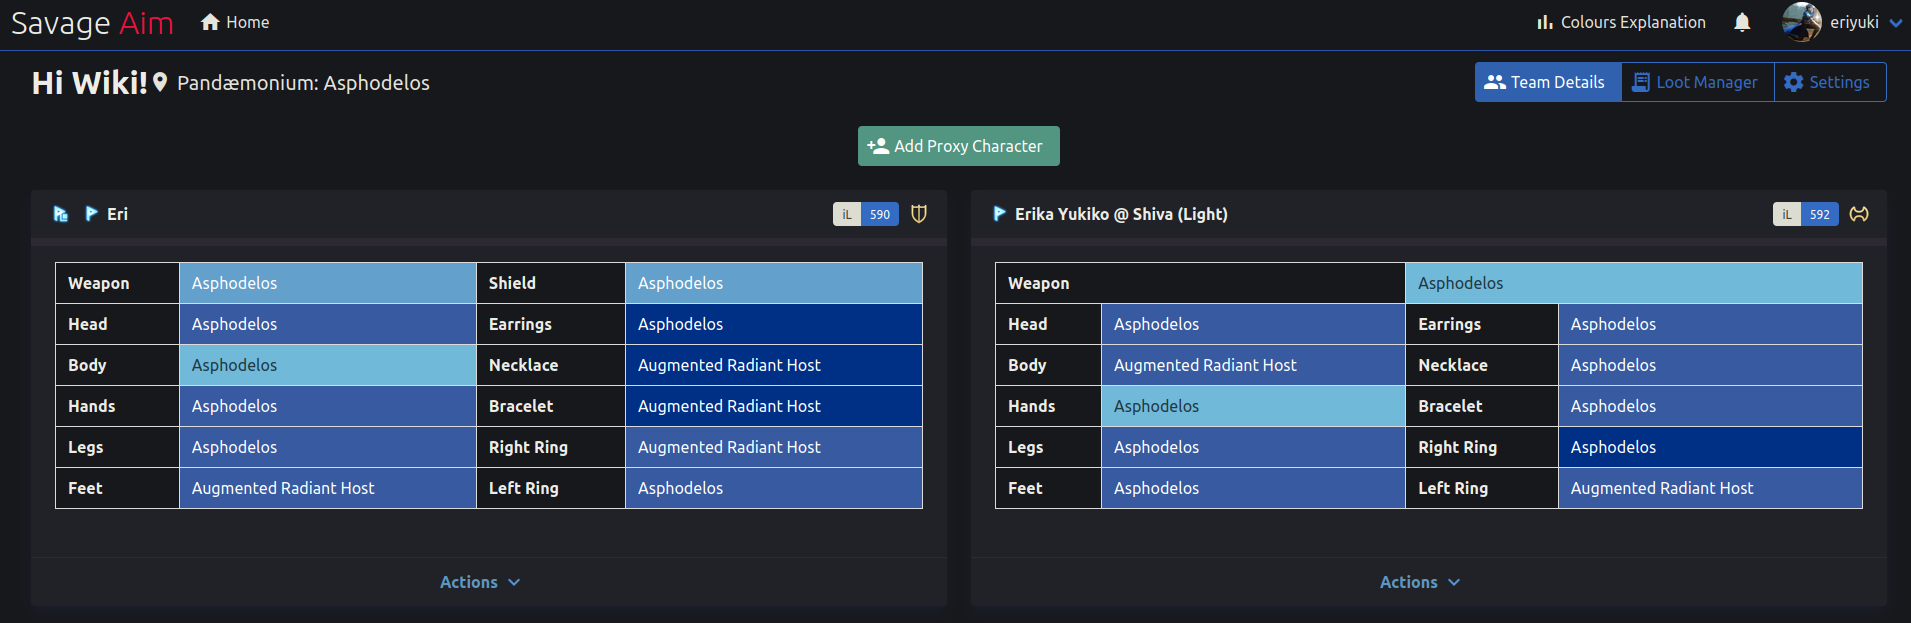 Savage Aim Home Colours Explanation eriyuki
Hi Wiki! Pandæmonium: Asphodelos Team Details Loot Manager Settings
Add Proxy Character
Eri iL 590
Weapon Asphodelos Shield Asphodelos
Head Asphodelos Earrings Asphodelos
Body Asphodelos Necklace Augmented Radiant Host
Hands Asphodelos Bracelet Augmented Radiant Host
Legs Asphodelos Right Ring Augmented Radiant Host
Feet Augmented Radiant Host Left Ring Asphodelos
Actions
Erika Yukiko @ Shiva (Light) iL 592
Weapon Asphodelos
Head Asphodelos Earrings Asphodelos
Body Augmented Radiant Host Necklace Asphodelos
Hands Asphodelos Bracelet Asphodelos
Legs Asphodelos Right Ring Asphodelos
Feet Asphodelos Left Ring Augmented Radiant Host
Actions